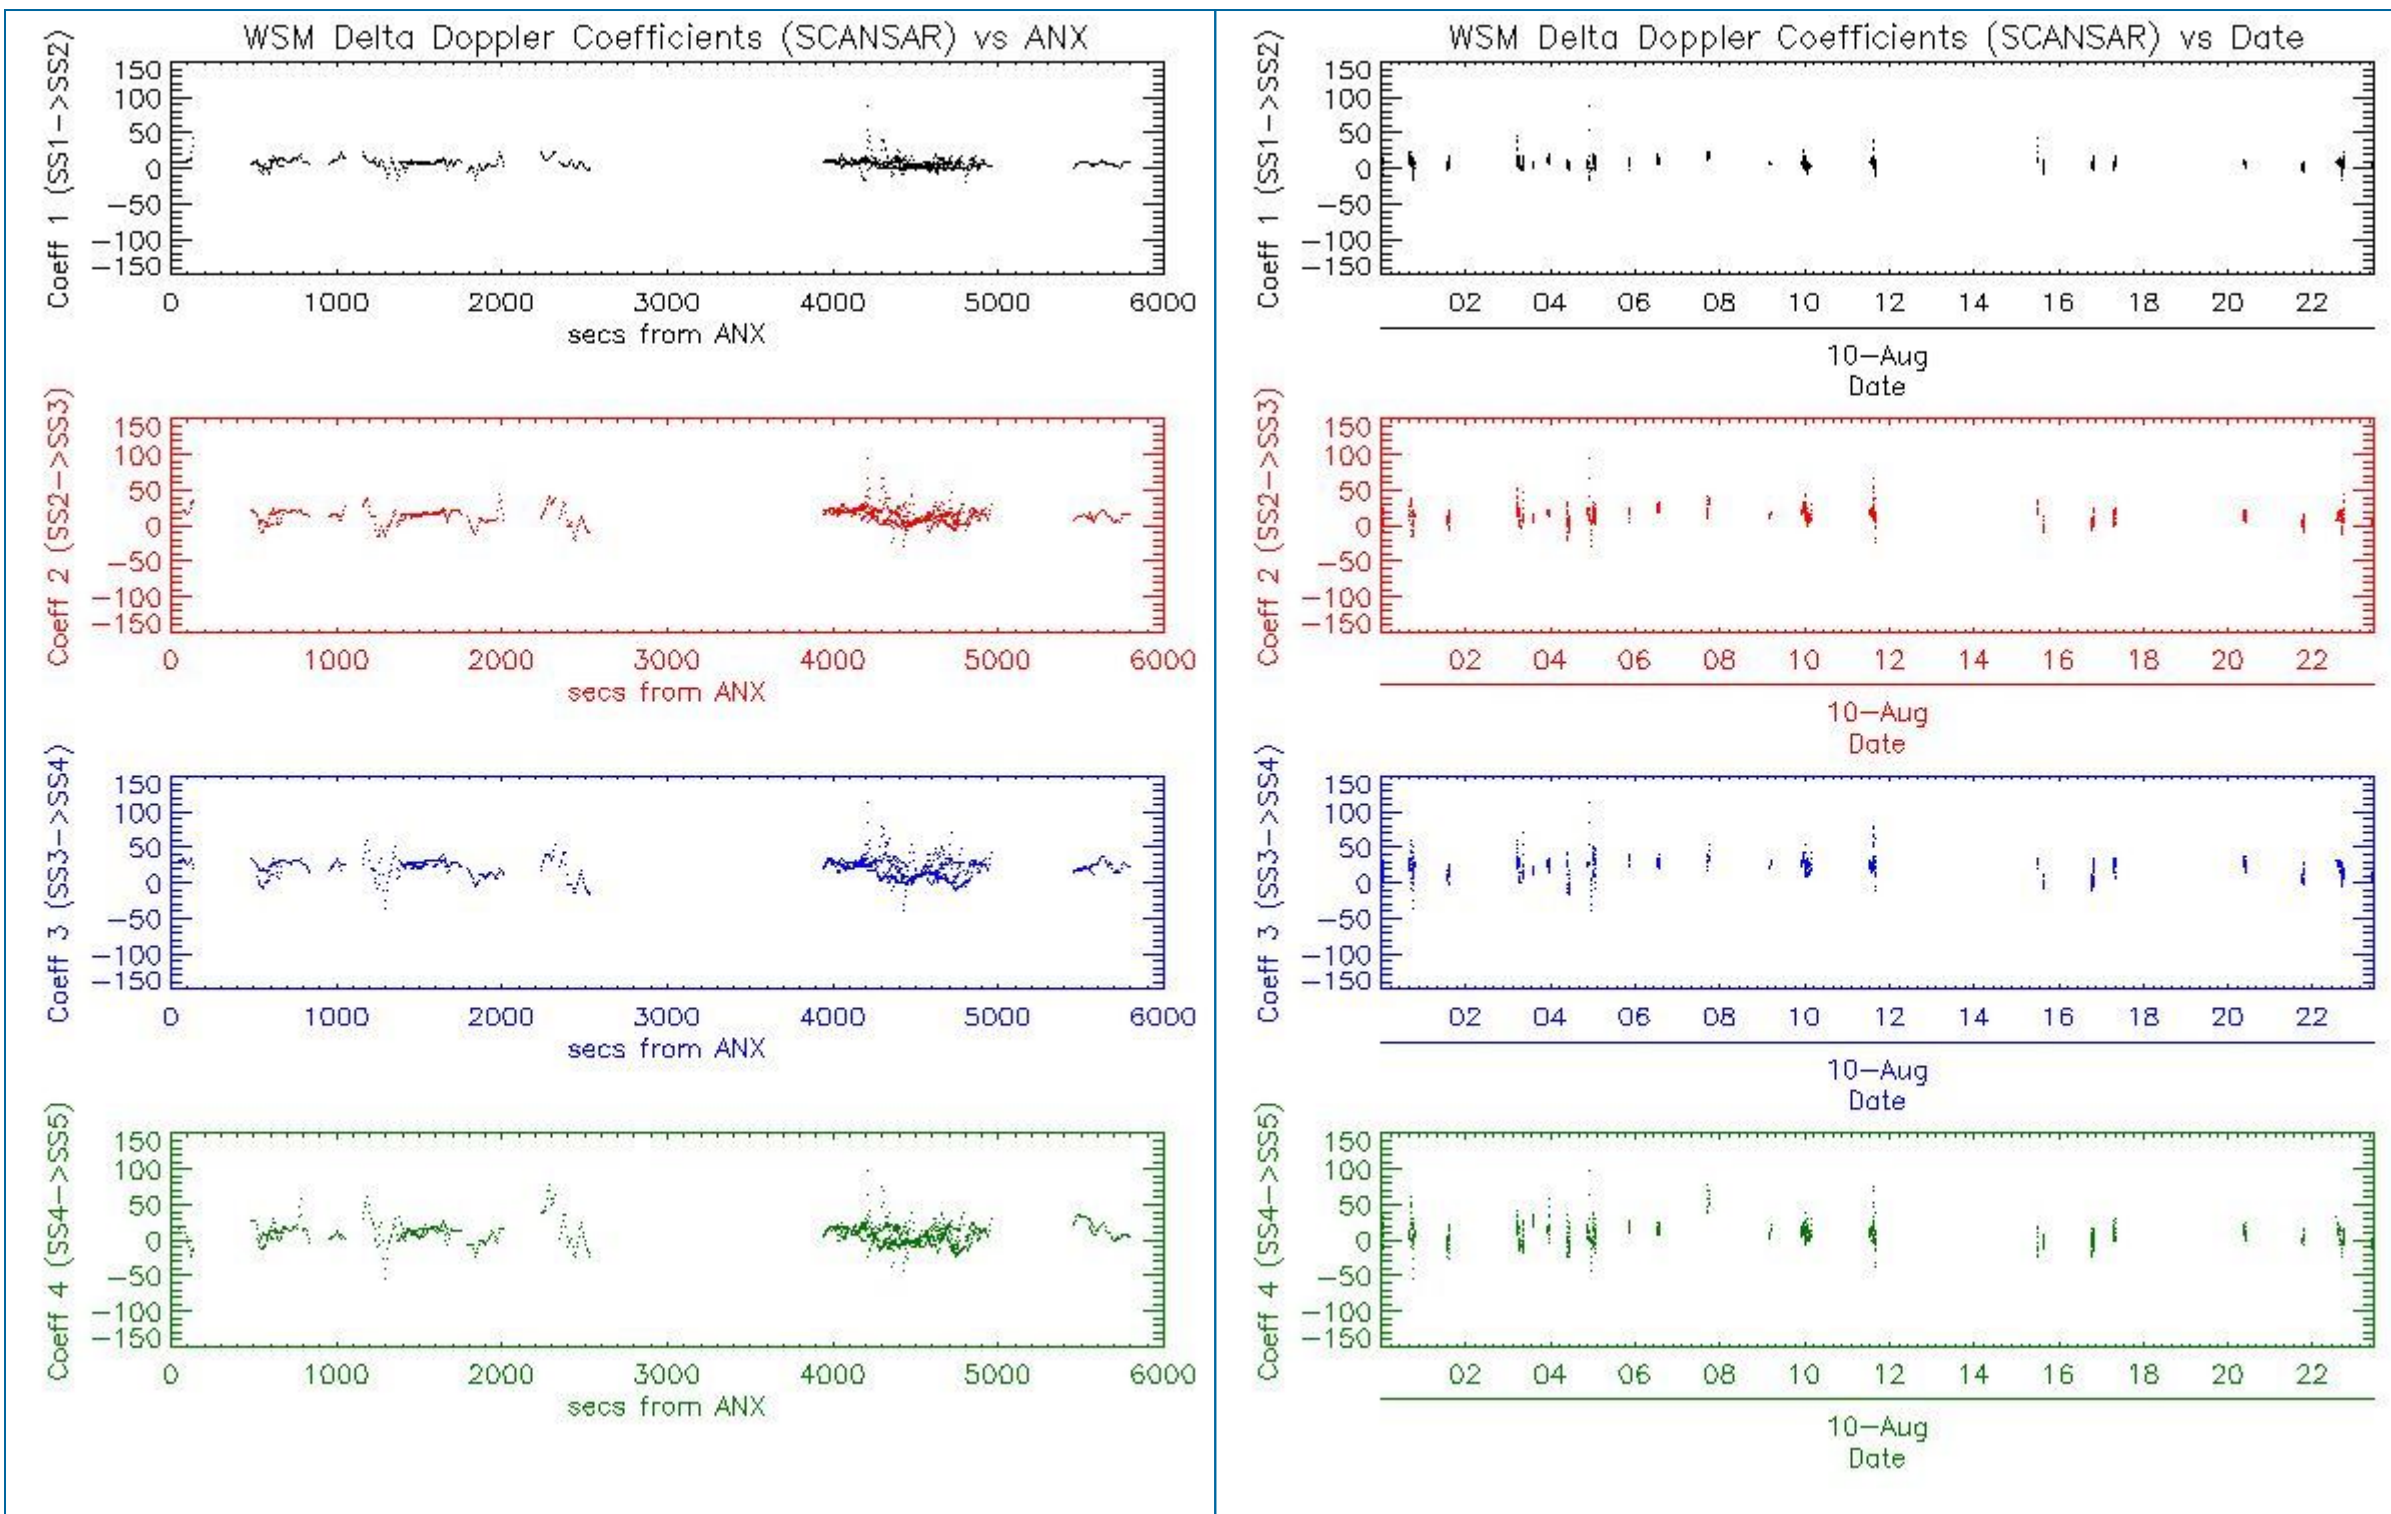 WSM Delta Doppler Coefficients (SCANSAR) vs ANX
Coeff 1 (SS1->SS2)
150
100
50
0
-50
-100
-150
0 1000 2000 3000 4000 5000 6000
secs from ANX
Coeff 2 (SS2->SS3)
150
100
50
0
-50
-100
-150
0 1000 2000 3000 4000 5000 6000
secs from ANX
Coeff 3 (SS3->SS4)
150
100
50
0
-50
-100
-150
0 1000 2000 3000 4000 5000 6000
secs from ANX
Coeff 4 (SS4->SS5)
150
100
50
0
-50
-100
-150
0 1000 2000 3000 4000 5000 6000
secs from ANX
WSM Delta Doppler Coefficients (SCANSAR) vs Date
Coeff 1 (SS1->SS2)
150
100
50
0
-50
-100
-150
02 04 06 08 10 12 14 16 18 20 22
10-Aug
Date
Coeff 2 (SS2->SS3)
150
100
50
0
-50
-100
-150
02 04 06 08 10 12 14 16 18 20 22
10-Aug
Date
Coeff 3 (SS3->SS4)
150
100
50
0
-50
-100
-150
02 04 06 08 10 12 14 16 18 20 22
10-Aug
Date
Coeff 4 (SS4->SS5)
150
100
50
0
-50
-100
-150
02 04 06 08 10 12 14 16 18 20 22
10-Aug
Date